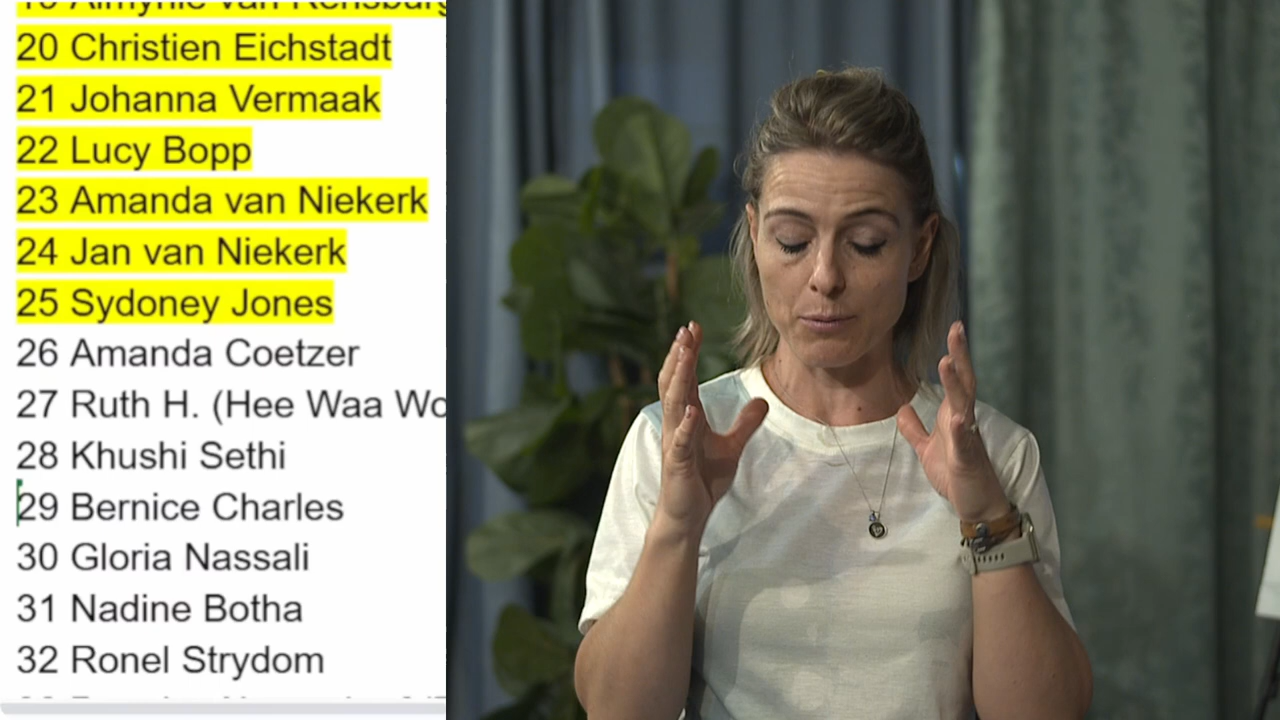 20 Christien Eichstadt
21 Johanna Vermaak
22 Lucy Bopp
23 Amanda van Niekerk
24 Jan van Niekerk
25 Sydoney Jones
26 Amanda Coetzer
27 Ruth H. (Hee Waa
28 Khushi Sethi
29 Bernice Charles
30 Gloria Nassali
31 Nadine Botha
32 Ronel Strydom